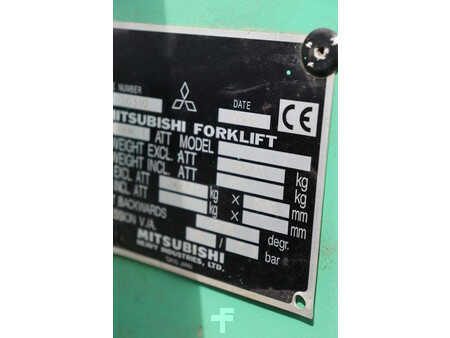 NUMBER
DATE
CE
MITSUBISHI FORKLIFT
ATT MODEL
WEIGHT EXCL. ATT kg
WEIGHT INCL. ATT kg
EXCL ATT kg × mm
INCL. ATT kg × mm
BACKWARDS degr.
V./A. / bar
MITSUBISHI
HEAVY INDUSTRIES, LTD.